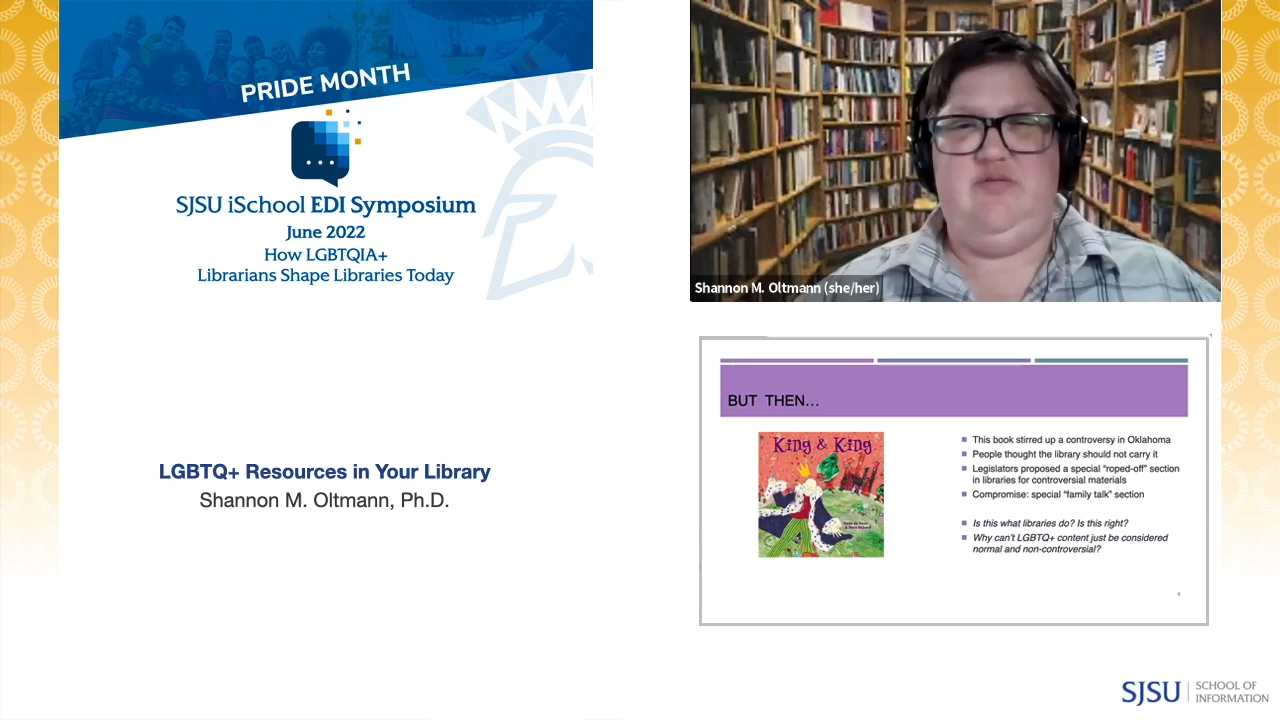 PRIDE MONTH
SJSU iSchool EDI Symposium
June 2022
How LGBTQIA+
Librarians Shape Libraries Today
LGBTQ+ Resources in Your Library
Shannon M. Oltmann, Ph.D.
Shannon M. Oltmann (she/her)
BUT THEN...
King & King
This book stirred up a controversy in Oklahoma
People thought the library should not carry it
Legislators proposed a special “roped-off” section
in libraries for controversial materials
Compromise: special “family talk” section
Is this what libraries do? Is this right?
Why can’t LGBTQ+ content just be considered
normal and non-controversial?
SJSU
SCHOOL OF
INFORMATION